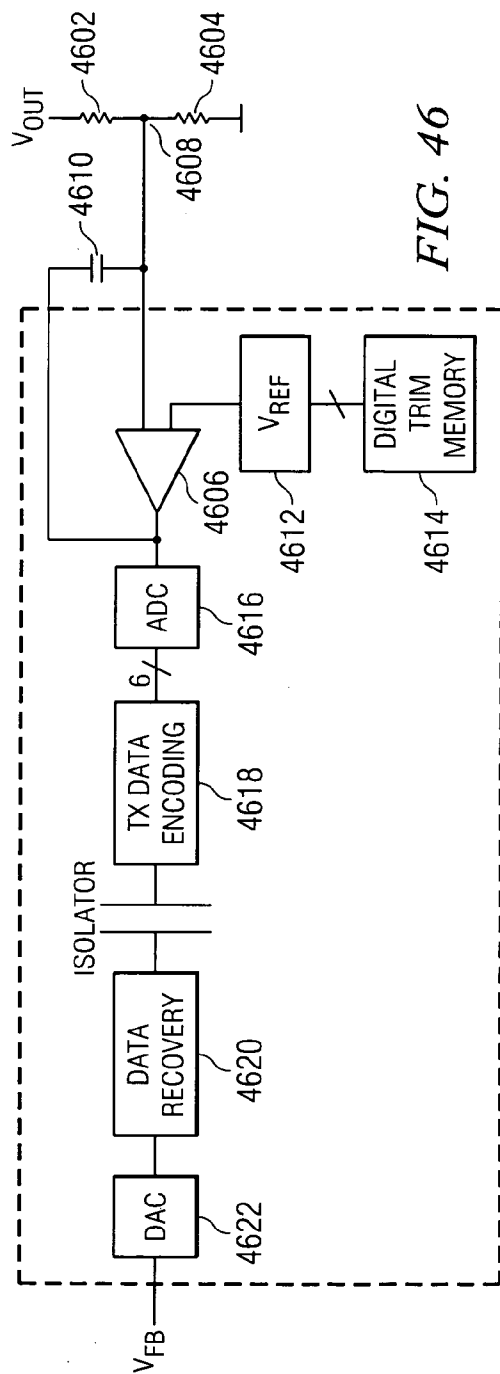 V_OUT
4602
4604
4608
4610
4606
V_REF
4612
DIGITAL
TRIM
MEMORY
4614
ADC
4616
6
TX DATA
ENCODING
4618
ISOLATOR
DATA
RECOVERY
4620
DAC
4622
V_FB
FIG. 46